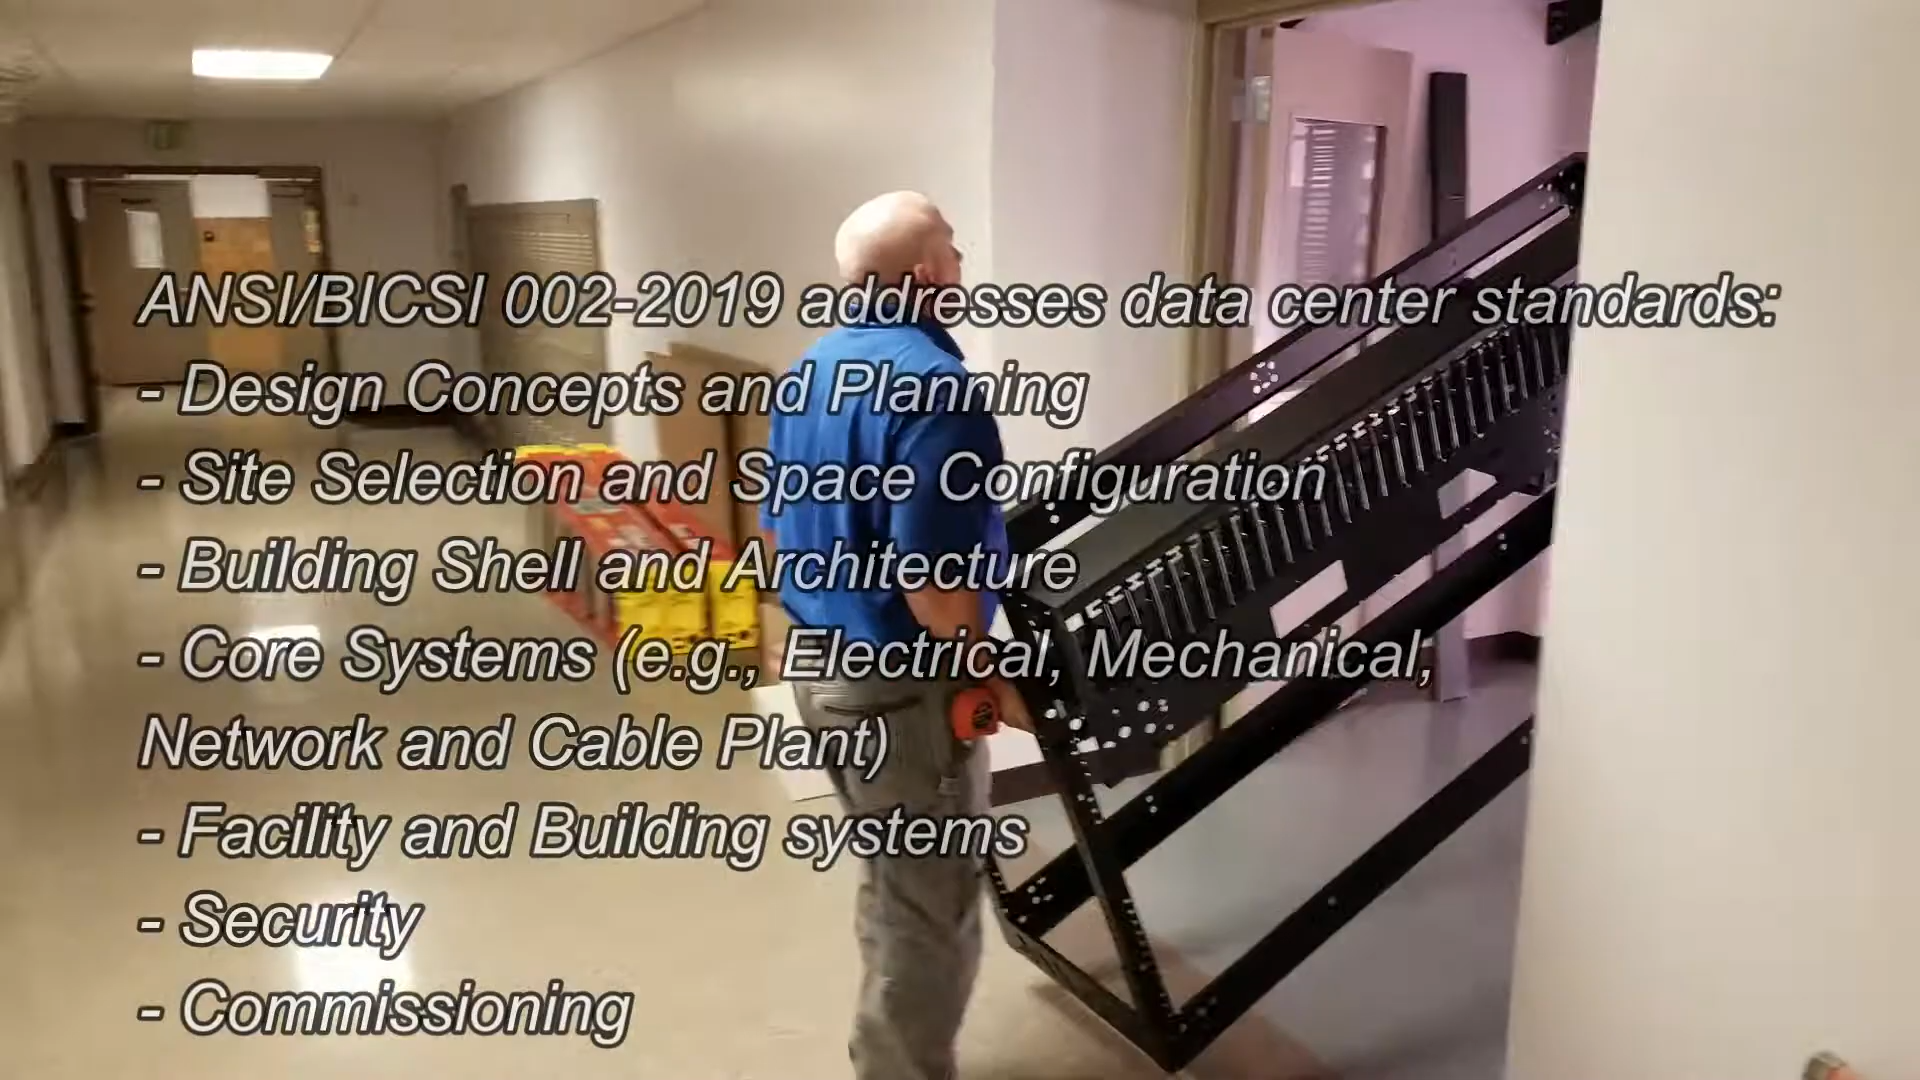 ANSI/BICSI 002-2019 addresses data center standards:
- Design Concepts and Planning
- Site Selection and Space Configuration
- Building Shell and Architecture
- Core Systems (e.g., Electrical, Mechanical,
Network and Cable Plant)
- Facility and Building systems
- Security
- Commissioning